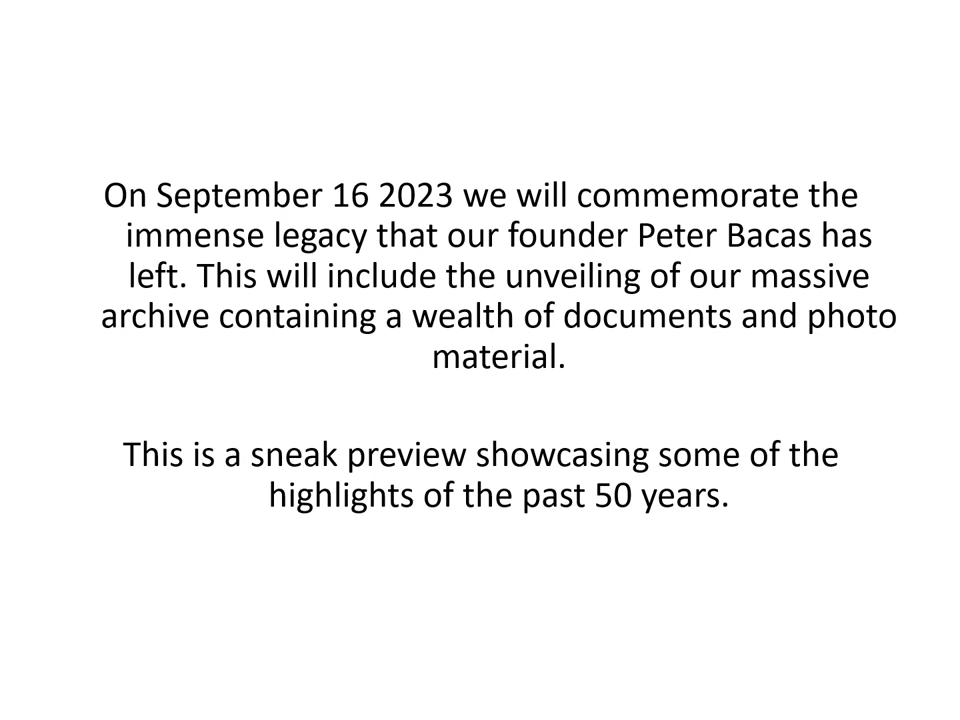 On September 16 2023 we will commemorate the
immense legacy that our founder Peter Bacas has
left. This will include the unveiling of our massive
archive containing a wealth of documents and photo
material.
This is a sneak preview showcasing some of the
highlights of the past 50 years.